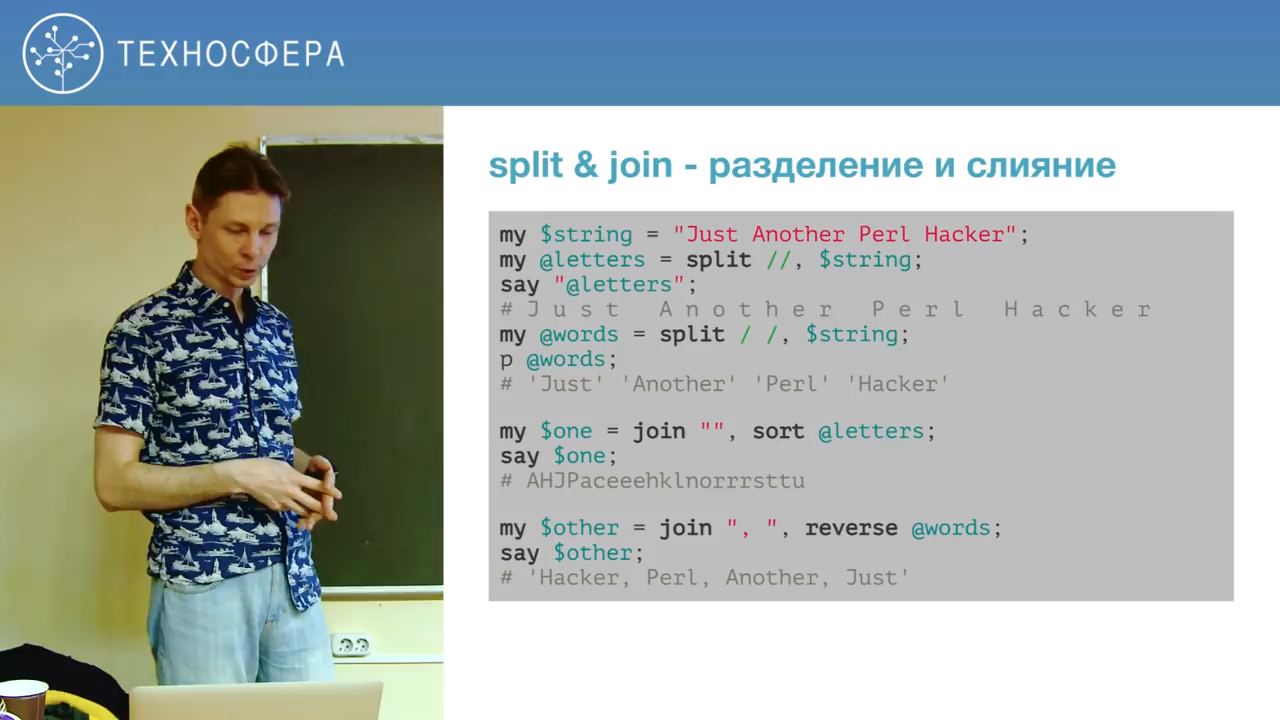 ТЕХНОСФЕРА
split & join - разделение и слияние
my $string = "Just Another Perl Hacker";
my @letters = split //, $string;
say "@letters";
# J u s t   A n o t h e r   P e r l   H a c k e r
my @words = split / /, $string;
p @words;
# 'Just' 'Another' 'Perl' 'Hacker'
my $one = join "", sort @letters;
say $one;
# AHJPaceeehklnorrrsttu
my $other = join ", ", reverse @words;
say $other;
# 'Hacker, Perl, Another, Just'